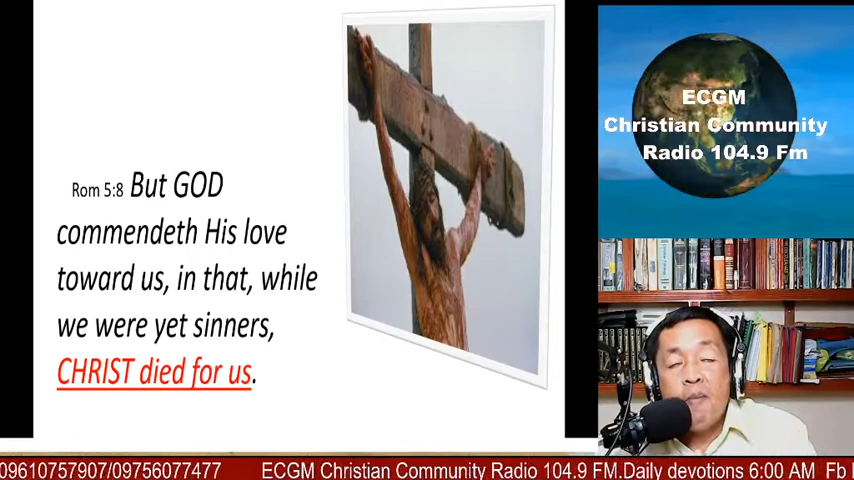 Rom 5:8 But GOD
commendeth His love
toward us, in that, while
we were yet sinners,
CHRIST died for us.
ECGM
Christian Community
Radio 104.9 Fm
09610757907/09756077477 ECGM Christian Community Radio 104.9 FM.Daily devotions 6:00 AM Fb